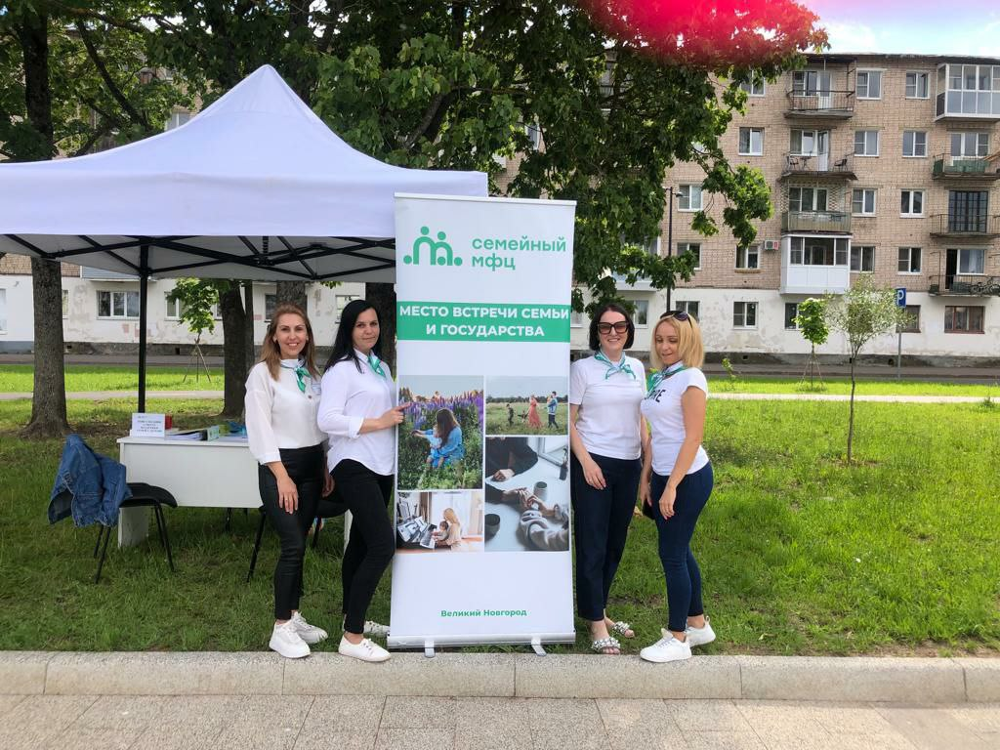 семейный
мфц
МЕСТО ВСТРЕЧИ СЕМЬИ
И ГОСУДАРСТВА
Великий Новгород
P